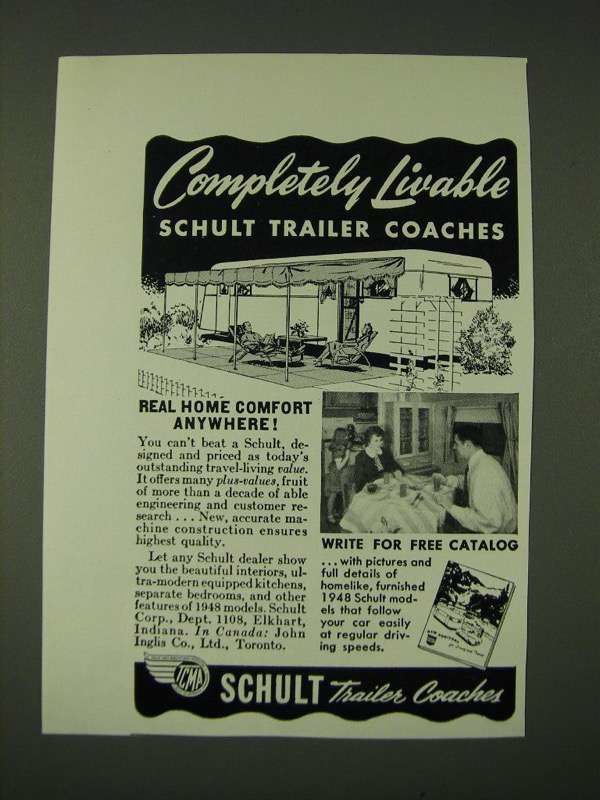 Completely Livable
SCHULT TRAILER COACHES
REAL HOME COMFORT
ANYWHERE!
You can't beat a Schult, de-
signed and priced as today's
outstanding travel-living value.
It offers many plus-values, fruit
of more than a decade of able
engineering and customer re-
search . . . New, accurate ma-
chine construction ensures
highest quality.
Let any Schult dealer show
you the beautiful interiors, ul-
tra-modern equipped kitchens,
separate bedrooms, and other
features of 1948 models. Schult
Corp., Dept. 1108, Elkhart,
Indiana. In Canada: John
Inglis Co., Ltd., Toronto.
WRITE FOR FREE CATALOG
. . . with pictures and
full details of
homelike, furnished
1948 Schult mod-
els that follow
your car easily
at regular driv-
ing speeds.
TCMA
SCHULT Trailer Coaches